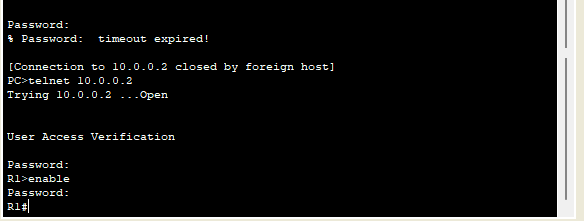 Password:
% Password:  timeout expired!
[Connection to 10.0.0.2 closed by foreign host]
PC>telnet 10.0.0.2
Trying 10.0.0.2 ...Open
User Access Verification
Password:
R1>enable
Password:
R1#